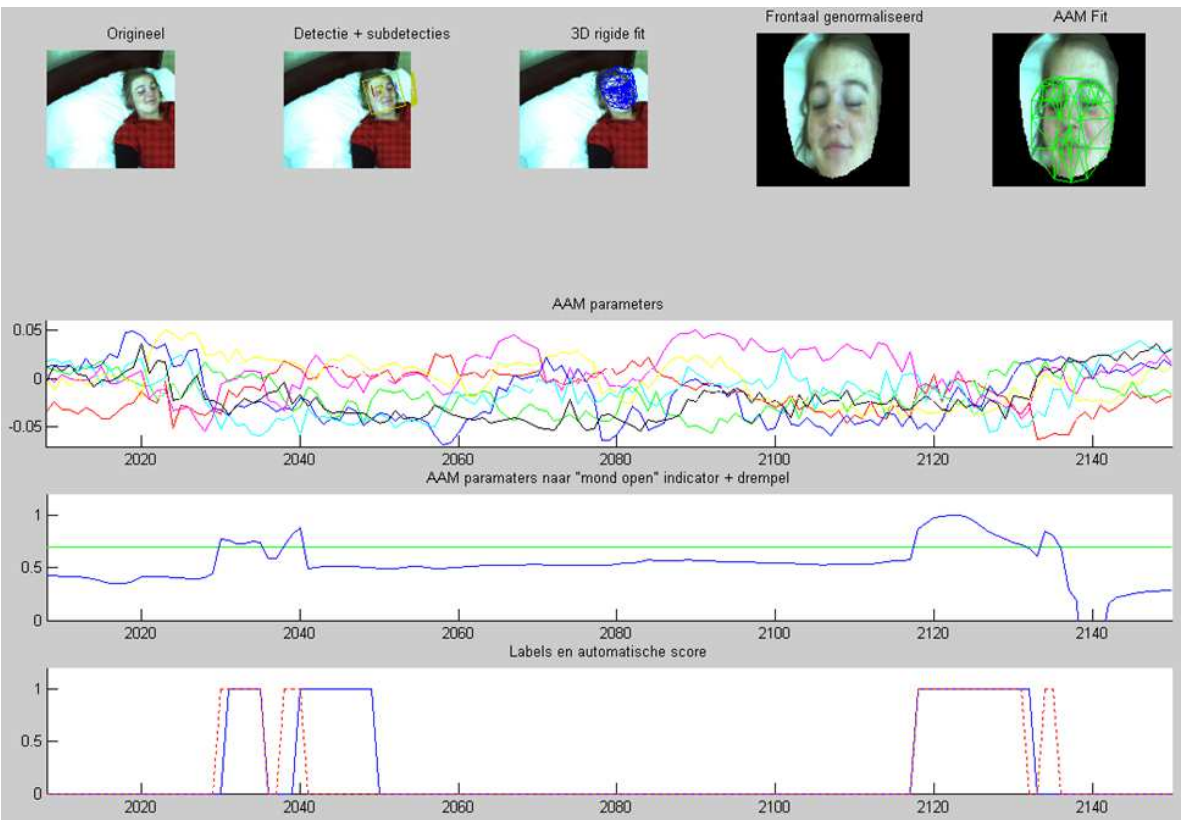 Origineel
Detectie + subdetecties
3D rigide fit
Frontaal genormaliseerd
AAM Fit
AAM parameters
0.05
0
-0.05
2020 2040 2060 2080 2100 2120 2140
AAM paramaters naar "mond open" indicator + drempel
1
0.5
0
2020 2040 2060 2080 2100 2120 2140
Labels en automatische score
1
0.5
0
2020 2040 2060 2080 2100 2120 2140